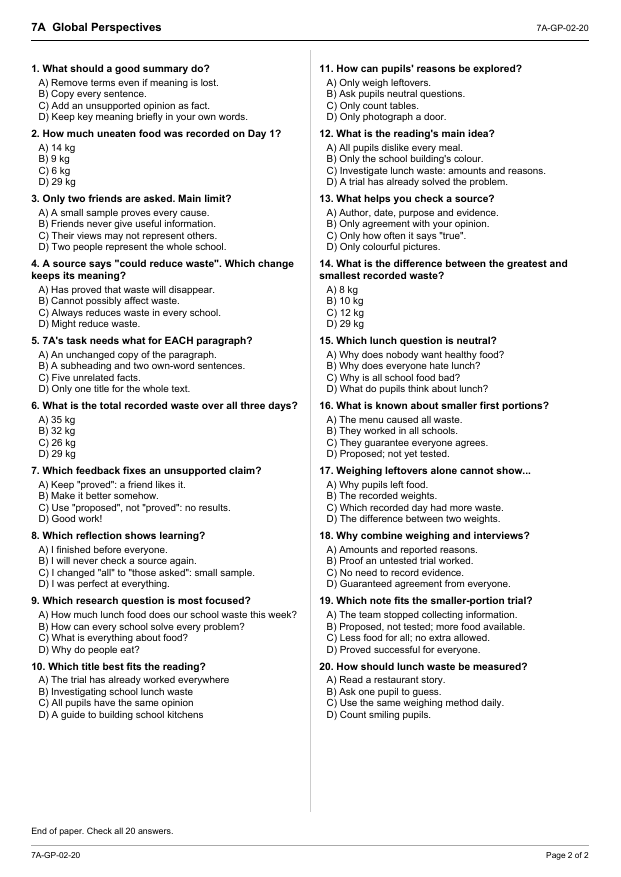 7A Global Perspectives
7A-GP-02-20
1. What should a good summary do?
A) Remove terms even if meaning is lost.
B) Copy every sentence.
C) Add an unsupported opinion as fact.
D) Keep key meaning briefly in your own words.
2. How much uneaten food was recorded on Day 1?
A) 14 kg
B) 9 kg
C) 6 kg
D) 29 kg
3. Only two friends are asked. Main limit?
A) A small sample proves every cause.
B) Friends never give useful information.
C) Their views may not represent others.
D) Two people represent the whole school.
4. A source says "could reduce waste". Which change
keeps its meaning?
A) Has proved that waste will disappear.
B) Cannot possibly affect waste.
C) Always reduces waste in every school.
D) Might reduce waste.
5. 7A's task needs what for EACH paragraph?
A) An unchanged copy of the paragraph.
B) A subheading and two own-word sentences.
C) Five unrelated facts.
D) Only one title for the whole text.
6. What is the total recorded waste over all three days?
A) 35 kg
B) 32 kg
C) 26 kg
D) 29 kg
7. Which feedback fixes an unsupported claim?
A) Keep "proved": a friend likes it.
B) Make it better somehow.
C) Use "proposed", not "proved": no results.
D) Good work!
8. Which reflection shows learning?
A) I finished before everyone.
B) I will never check a source again.
C) I changed "all" to "those asked": small sample.
D) I was perfect at everything.
9. Which research question is most focused?
A) How much lunch food does our school waste this week?
B) How can every school solve every problem?
C) What is everything about food?
D) Why do people eat?
10. Which title best fits the reading?
A) The trial has already worked everywhere
B) Investigating school lunch waste
C) All pupils have the same opinion
D) A guide to building school kitchens
11. How can pupils' reasons be explored?
A) Only weigh leftovers.
B) Ask pupils neutral questions.
C) Only count tables.
D) Only photograph a door.
12. What is the reading's main idea?
A) All pupils dislike every meal.
B) Only the school building's colour.
C) Investigate lunch waste: amounts and reasons.
D) A trial has already solved the problem.
13. What helps you check a source?
A) Author, date, purpose and evidence.
B) Only agreement with your opinion.
C) Only how often it says "true".
D) Only colourful pictures.
14. What is the difference between the greatest and
smallest recorded waste?
A) 8 kg
B) 10 kg
C) 12 kg
D) 29 kg
15. Which lunch question is neutral?
A) Why does nobody want healthy food?
B) Why does everyone hate lunch?
C) Why is all school food bad?
D) What do pupils think about lunch?
16. What is known about smaller first portions?
A) The menu caused all waste.
B) They worked in all schools.
C) They guarantee everyone agrees.
D) Proposed; not yet tested.
17. Weighing leftovers alone cannot show...
A) Why pupils left food.
B) The recorded weights.
C) Which recorded day had more waste.
D) The difference between two weights.
18. Why combine weighing and interviews?
A) Amounts and reported reasons.
B) Proof an untested trial worked.
C) No need to record evidence.
D) Guaranteed agreement from everyone.
19. Which note fits the smaller-portion trial?
A) The team stopped collecting information.
B) Proposed, not tested; more food available.
C) Less food for all; no extra allowed.
D) Proved successful for everyone.
20. How should lunch waste be measured?
A) Read a restaurant story.
B) Ask one pupil to guess.
C) Use the same weighing method daily.
D) Count smiling pupils.
End of paper. Check all 20 answers.
7A-GP-02-20
Page 2 of 2